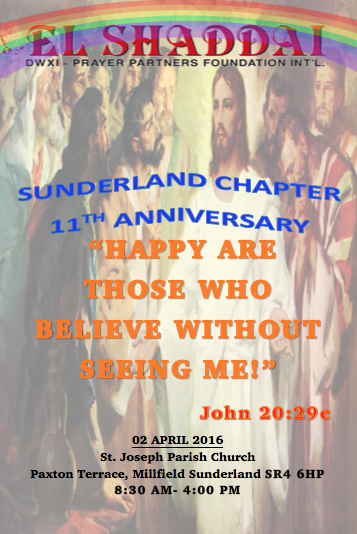 EL SHADDAI
DWXI - PRAYER PARTNERS FOUNDATION INT'L.
SUNDERLAND CHAPTER
11TH ANNIVERSARY
“HAPPY ARE
THOSE WHO
BELIEVE WITHOUT
SEEING ME!”
John 20:29c
02 APRIL 2016
St. Joseph Parish Church
Paxton Terrace, Millfield Sunderland SR4 6HP
8:30 AM- 4:00 PM